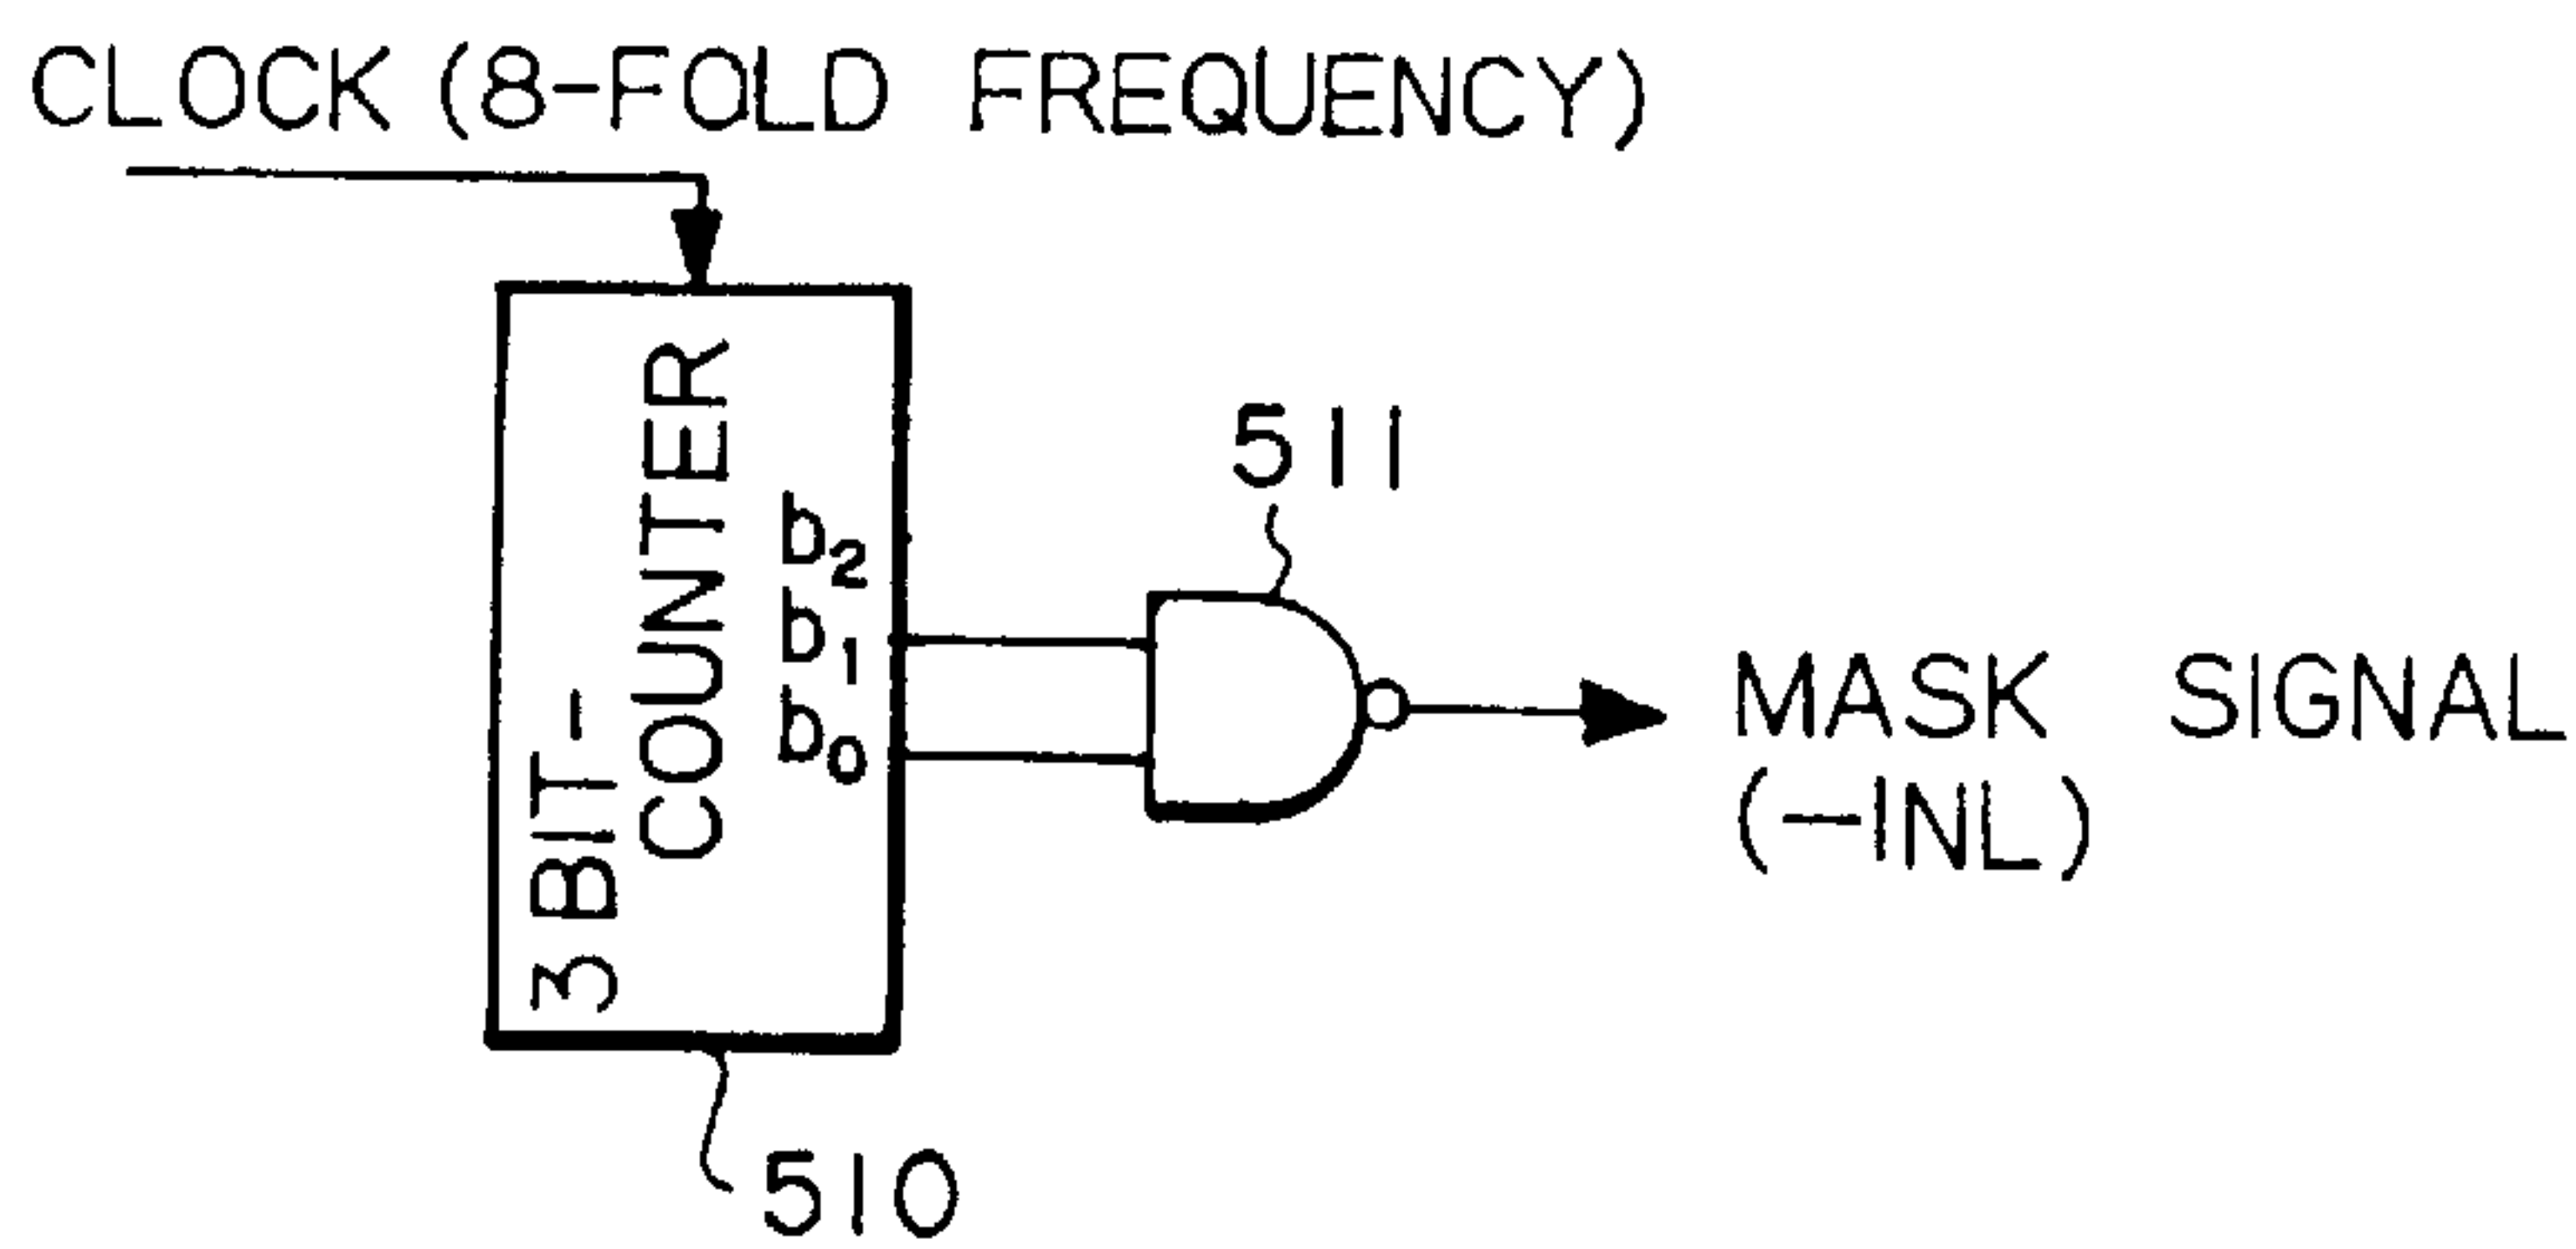 CLOCK (8-FOLD FREQUENCY)
3 BIT-
COUNTER
b2
b1
b0
511
MASK SIGNAL
(-INL)
510